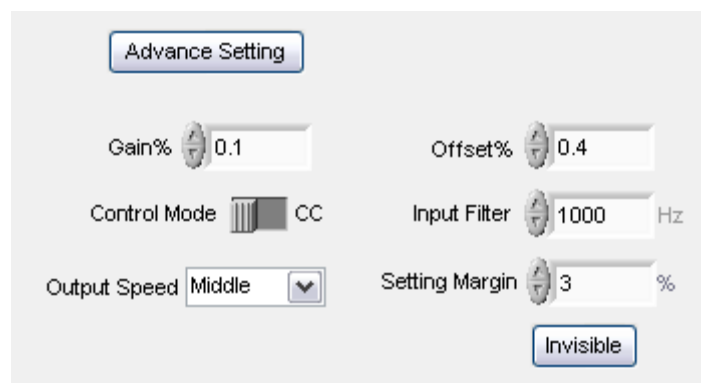 Advance Setting
Gain% 0.1 Offset% 0.4
Control Mode CC Input Filter 1000 Hz
Output Speed Middle Setting Margin 3 %
Invisible